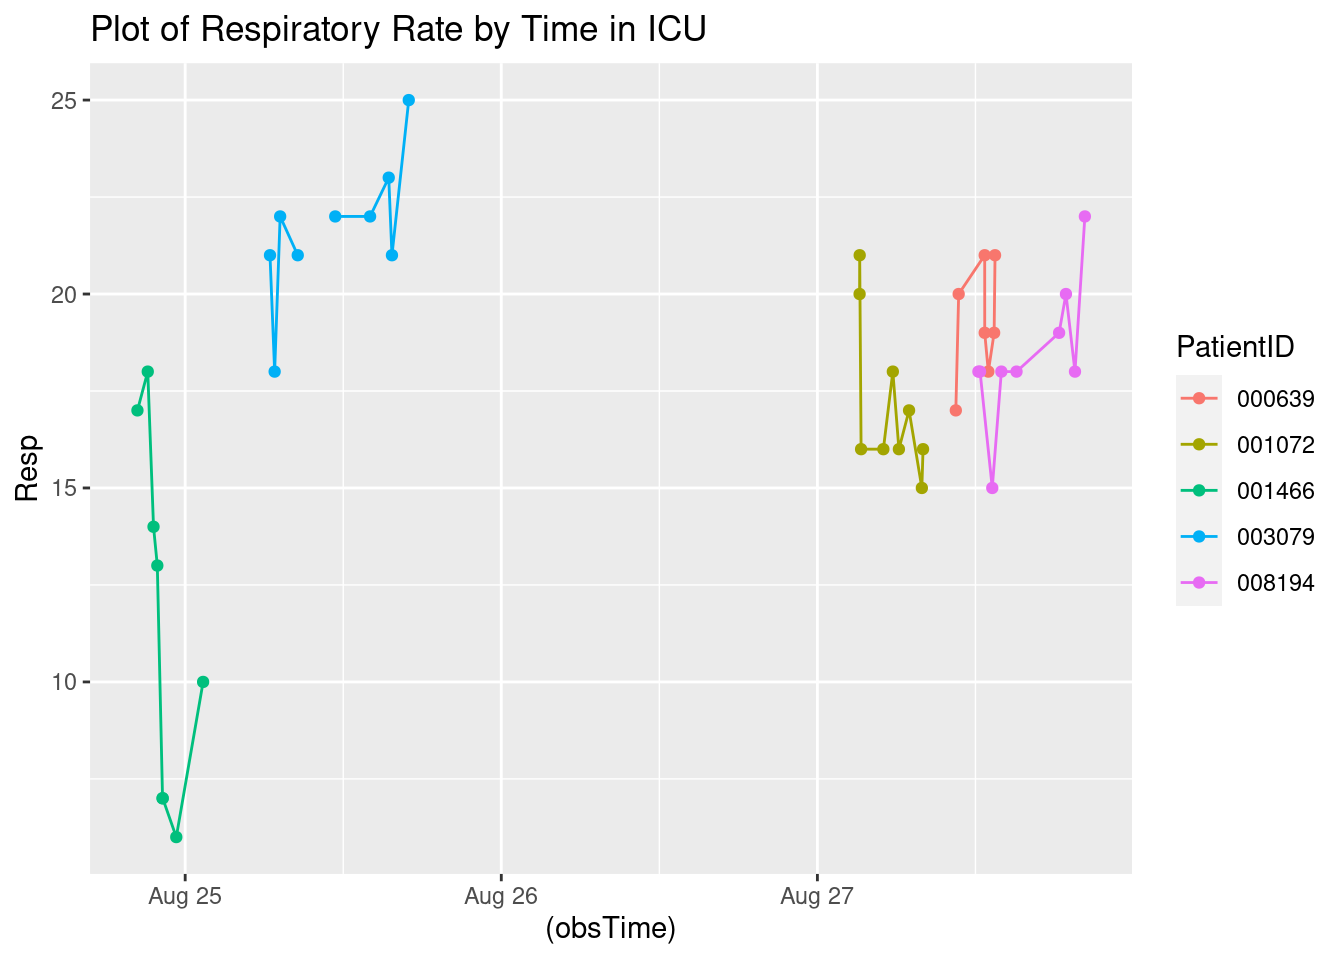 Plot of Respiratory Rate by Time in ICU
25
20
15
10
Resp
Aug 25
Aug 26
Aug 27
(obsTime)
PatientID
000639
001072
001466
003079
008194